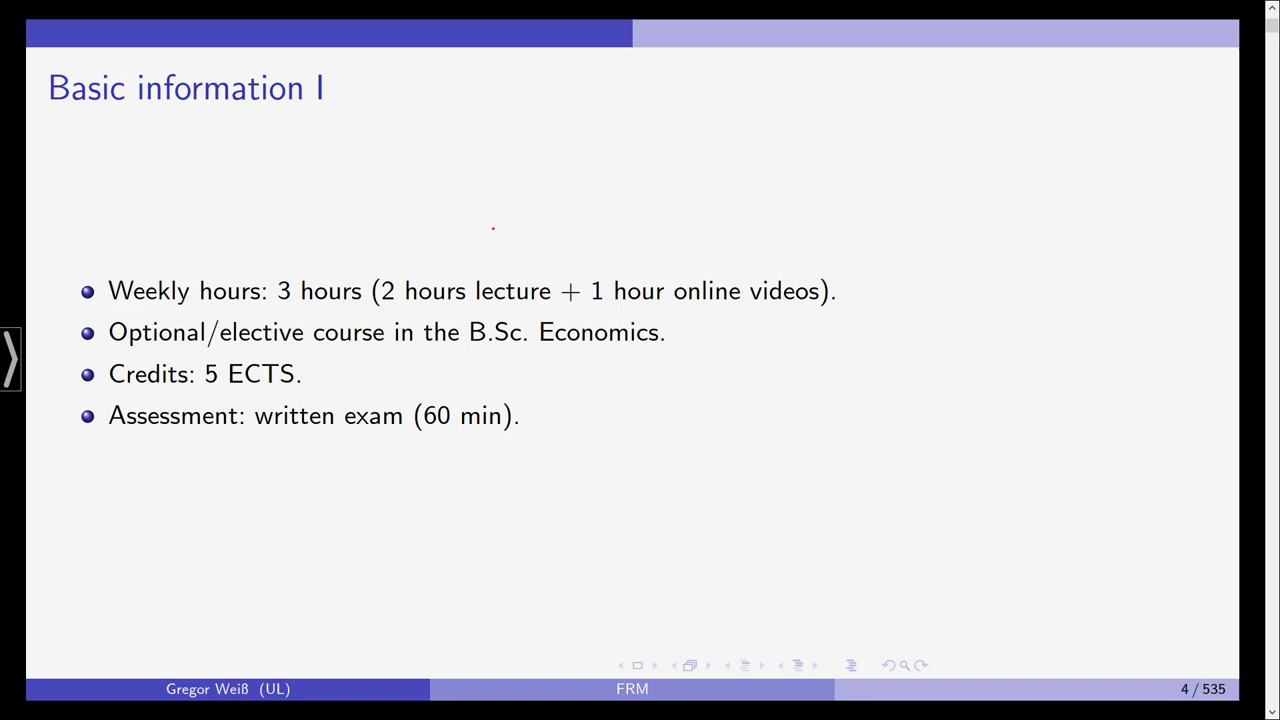 Basic information I
Weekly hours: 3 hours (2 hours lecture + 1 hour online videos).
Optional/elective course in the B.Sc. Economics.
Credits: 5 ECTS.
Assessment: written exam (60 min).
Gregor Weiß (UL)
FRM
4 / 535